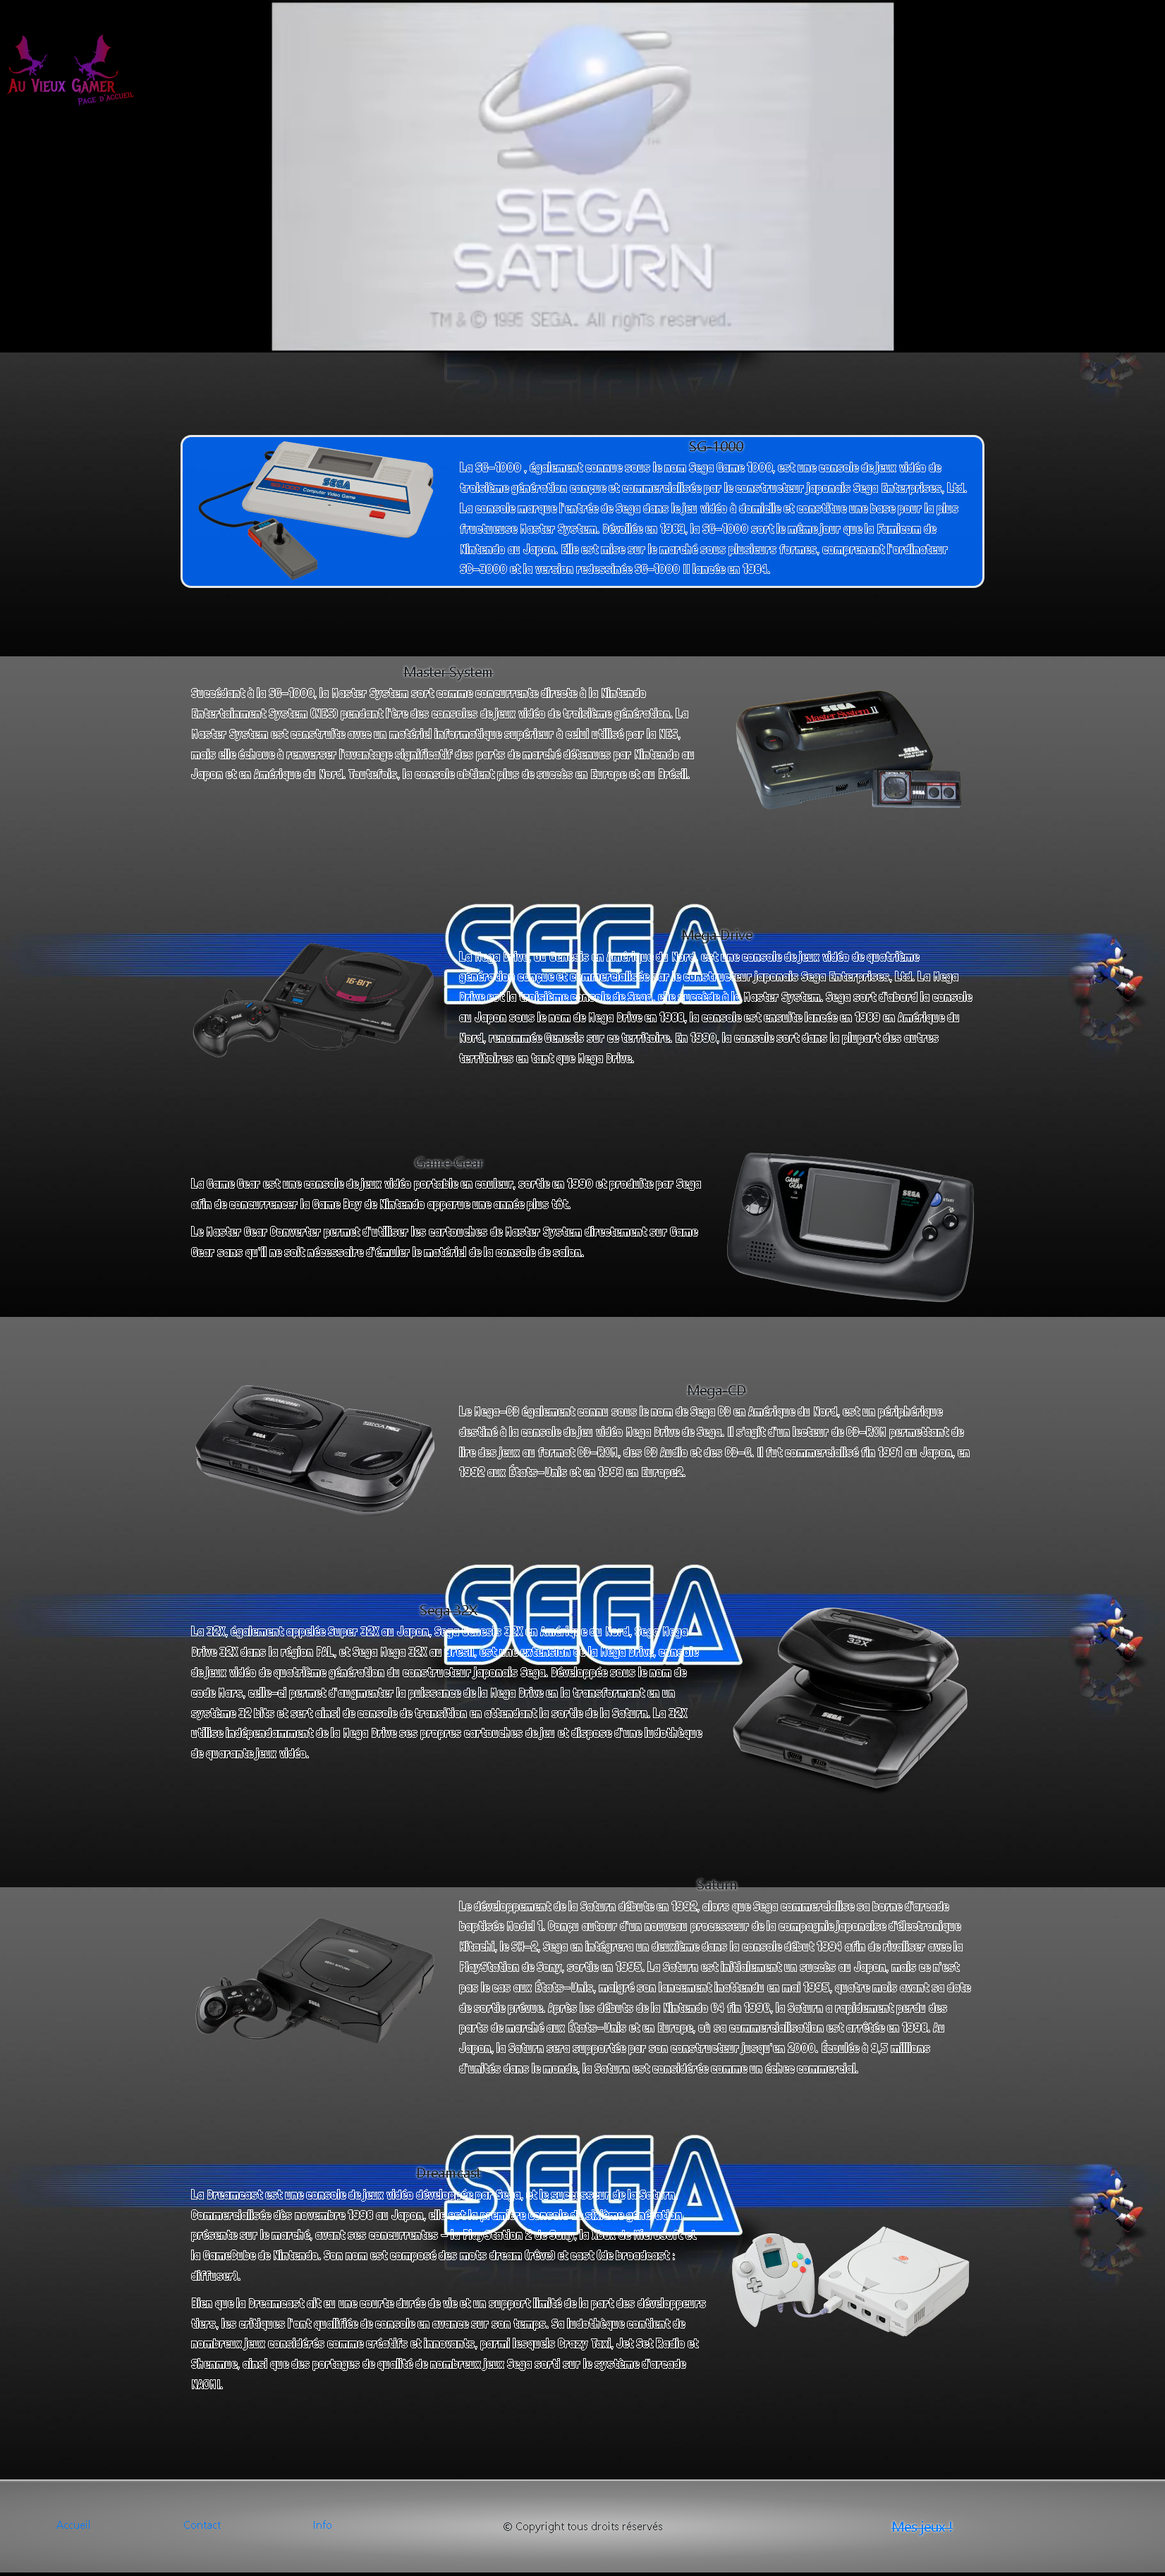 Au Vieux Gamer
Page d'accueil
SEGA
SATURN
TM & © 1995 SEGA. All rights reserved.
SEGA
Computer Video Game
SG-1000
La SG-1000 , également connue sous le nom Sega Game 1000, est une console de jeux vidéo de
troisième génération conçue et commercialisée par le constructeur japonais Sega Enterprises, Ltd.
La console marque l'entrée de Sega dans le jeu vidéo à domicile et constitue une base pour la plus
fructueuse Master System. Dévoilée en 1983, la SG-1000 sort le même jour que la Famicom de
Nintendo au Japon. Elle est mise sur le marché sous plusieurs formes, comprenant l'ordinateur
SC-3000 et la version redessinée SG-1000 II lancée en 1984.
Master System
Succédant à la SG-1000, la Master System sort comme concurrente directe à la Nintendo
Entertainment System (NES) pendant l'ère des consoles de jeux vidéo de troisième génération. La
Master System est construite avec un matériel informatique supérieur à celui utilisé par la NES,
mais elle échoue à renverser l'avantage significatif des parts de marché détenues par Nintendo au
Japon et en Amérique du Nord. Toutefois, la console obtient plus de succès en Europe et au Brésil.
SEGA
Master System II
SEGA
SEGA
Mega-Drive
La Mega Drive, ou Genesis en Amérique du Nord, est une console de jeux vidéo de quatrième
génération conçue et commercialisée par le constructeur japonais Sega Enterprises, Ltd. La Mega
Drive est la troisième console de Sega, elle succède à la Master System. Sega sort d'abord la console
au Japon sous le nom de Mega Drive en 1988, la console est ensuite lancée en 1989 en Amérique du
Nord, renommée Genesis sur ce territoire. En 1990, la console sort dans la plupart des autres
territoires en tant que Mega Drive.
16-BIT
Game Gear
La Game Gear est une console de jeux vidéo portable en couleur, sortie en 1990 et produite par Sega
afin de concurrencer la Game Boy de Nintendo apparue une année plus tôt.
Le Master Gear Converter permet d'utiliser les cartouches de Master System directement sur Game
Gear sans qu'il ne soit nécessaire d'émuler le matériel de la console de salon.
GAME GEAR
SEGA
START
Mega-CD
Le Mega-CD également connu sous le nom de Sega CD en Amérique du Nord, est un périphérique
destiné à la console de jeu vidéo Mega Drive de Sega. Il s'agit d'un lecteur de CD-ROM permettant de
lire des jeux au format CD-ROM, des CD Audio et des CD-G. Il fut commercialisé fin 1991 au Japon, en
1992 aux États-Unis et en 1993 en Europe2.
SEGA
SEGA
Sega 32X
La 32X, également appelée Super 32X au Japon, Sega Genesis 32X en Amérique du Nord, Sega Mega
Drive 32X dans la région PAL, et Sega Mega 32X au Brésil, est une extension de la Mega Drive, console
de jeux vidéo de quatrième génération du constructeur japonais Sega. Développée sous le nom de
code Mars, celle-ci permet d'augmenter la puissance de la Mega Drive en la transformant en un
système 32 bits et sert ainsi de console de transition en attendant la sortie de la Saturn. La 32X
utilise indépendamment de la Mega Drive ses propres cartouches de jeu et dispose d'une ludothèque
de quarante jeux vidéo.
32X
SEGA
Saturn
Le développement de la Saturn débute en 1992, alors que Sega commercialise sa borne d'arcade
baptisée Model 1. Conçu autour d'un nouveau processeur de la compagnie japonaise d'électronique
Hitachi, le SH-2, Sega en intégrera un deuxième dans la console début 1994 afin de rivaliser avec la
PlayStation de Sony, sortie en 1995. La Saturn est initialement un succès au Japon, mais ce n'est
pas le cas aux États-Unis, malgré son lancement inattendu en mai 1995, quatre mois avant sa date
de sortie prévue. Après les débuts de la Nintendo 64 fin 1996, la Saturn a rapidement perdu des
parts de marché aux États-Unis et en Europe, où sa commercialisation est arrêtée en 1998. Au
Japon, la Saturn sera supportée par son constructeur jusqu'en 2000. Écoulée à 9,5 millions
d'unités dans le monde, la Saturn est considérée comme un échec commercial.
SEGA
SEGA
Dreamcast
La Dreamcast est une console de jeux vidéo développée par Sega, et le successeur de la Saturn.
Commercialisée dès novembre 1998 au Japon, elle est la première console de sixième génération
présente sur le marché, avant ses concurrentes – la PlayStation 2 de Sony, la Xbox de Microsoft et
la GameCube de Nintendo. Son nom est composé des mots dream (rêve) et cast (de broadcast :
diffuser).
Bien que la Dreamcast ait eu une courte durée de vie et un support limité de la part des développeurs
tiers, les critiques l'ont qualifiée de console en avance sur son temps. Sa ludothèque contient de
nombreux jeux considérés comme créatifs et innovants, parmi lesquels Crazy Taxi, Jet Set Radio et
Shenmue, ainsi que des portages de qualité de nombreux jeux Sega sorti sur le système d'arcade
NAOMI.
Accueil
Contact
Info
© Copyright tous droits réservés
Mes jeux !